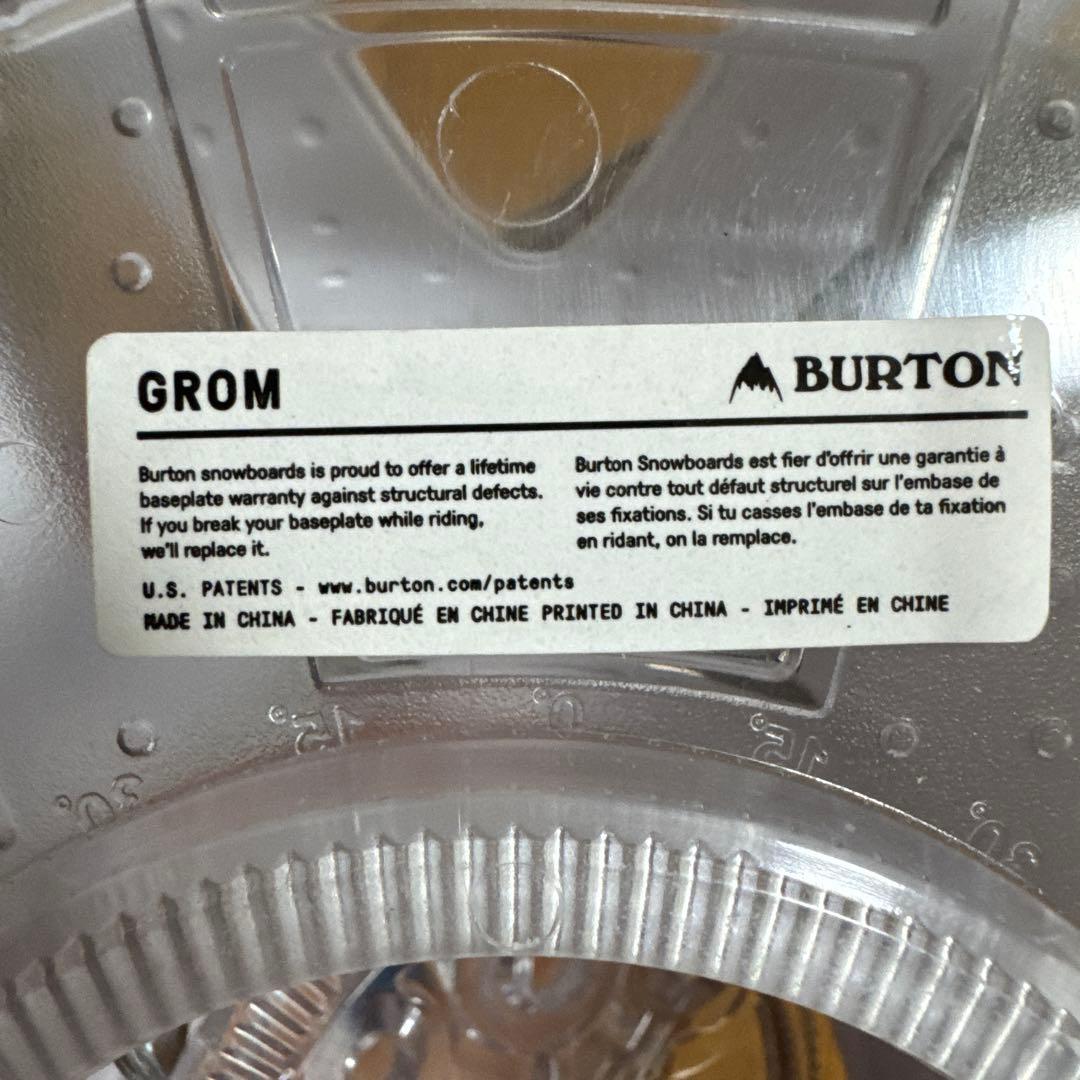 GROM
BURTON
Burton snowboards is proud to offer a lifetime
baseplate warranty against structural defects.
If you break your baseplate while riding,
we'll replace it.
Burton Snowboards est fier d'offrir une garantie à
vie contre tout défaut structurel sur l'embase de
ses fixations. Si tu casses l'embase de ta fixation
en ridant, on la remplace.
U.S. PATENTS - www.burton.com/patents
MADE IN CHINA - FABRIQUÉ EN CHINE PRINTED IN CHINA - IMPRIMÉ EN CHINE
30° 15° 0° 15° 30°